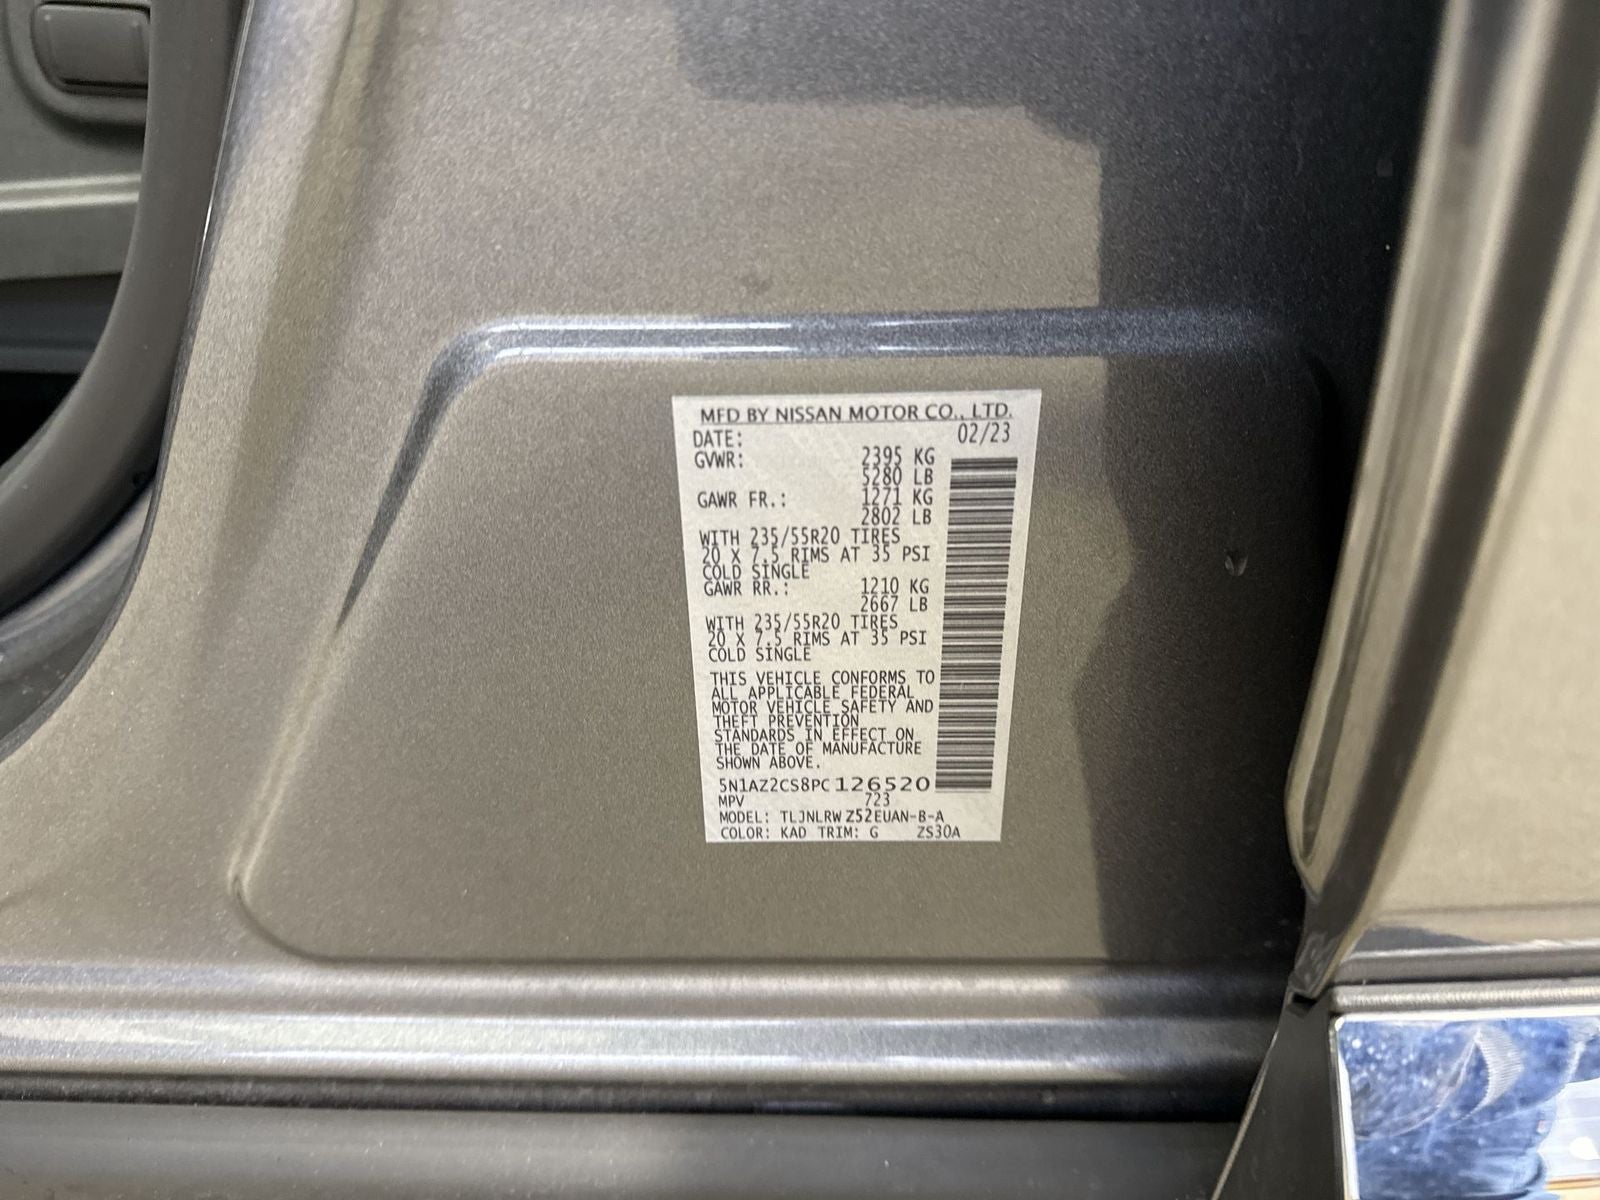 MFD BY NISSAN MOTOR CO., LTD.
DATE: 02/23
GVWR: 2395 KG
5280 LB
GAWR FR.: 1271 KG
2802 LB
WITH 235/55R20 TIRES
20 X 7.5 RIMS AT 35 PSI
COLD SINGLE
GAWR RR.: 1210 KG
2667 LB
WITH 235/55R20 TIRES
20 X 7.5 RIMS AT 35 PSI
COLD SINGLE
THIS VEHICLE CONFORMS TO
ALL APPLICABLE FEDERAL
MOTOR VEHICLE SAFETY AND
THEFT PREVENTION
STANDARDS IN EFFECT ON
THE DATE OF MANUFACTURE
SHOWN ABOVE.
5N1AZ2CS8PC126520
MPV 723
MODEL: TLJNLRW Z52EUAN-B-A
COLOR: KAD TRIM: G ZS30A